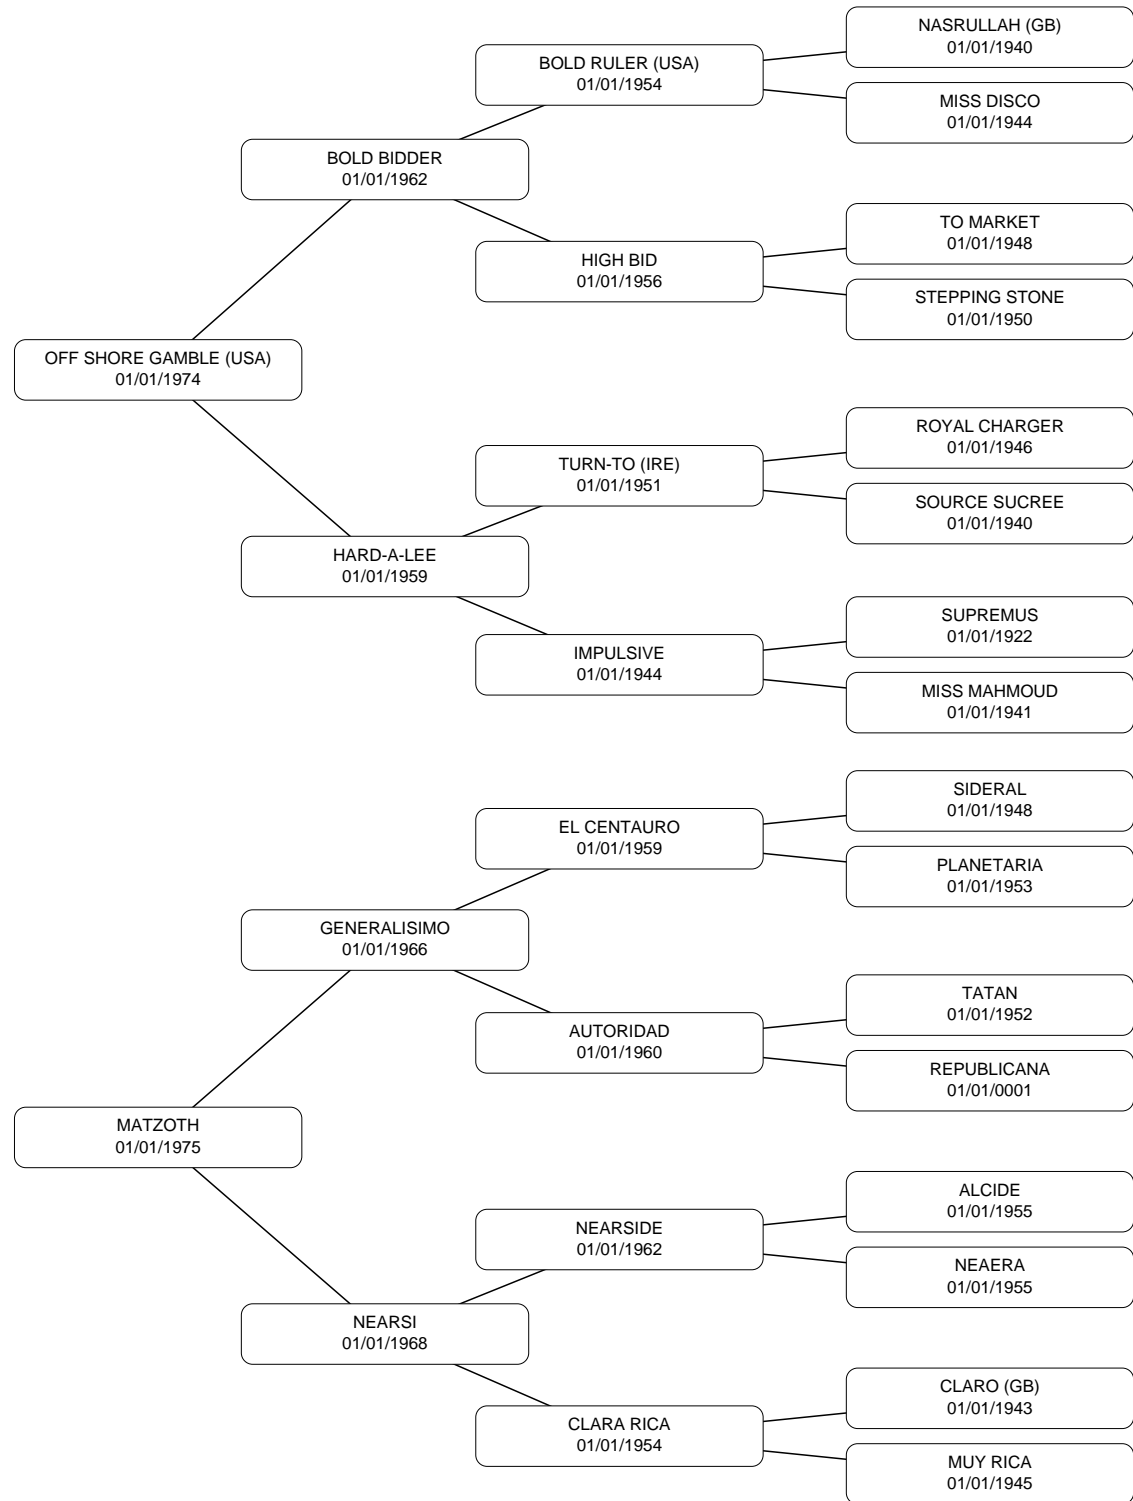 NASRULLAH (GB)
01/01/1940
BOLD RULER (USA)
01/01/1954
MISS DISCO
01/01/1944
BOLD BIDDER
01/01/1962
TO MARKET
01/01/1948
HIGH BID
01/01/1956
STEPPING STONE
01/01/1950
OFF SHORE GAMBLE (USA)
01/01/1974
ROYAL CHARGER
01/01/1946
TURN-TO (IRE)
01/01/1951
SOURCE SUCREE
01/01/1940
HARD-A-LEE
01/01/1959
SUPREMUS
01/01/1922
IMPULSIVE
01/01/1944
MISS MAHMOUD
01/01/1941
SIDERAL
01/01/1948
EL CENTAURO
01/01/1959
PLANETARIA
01/01/1953
GENERALISIMO
01/01/1966
TATAN
01/01/1952
AUTORIDAD
01/01/1960
REPUBLICANA
01/01/0001
MATZOTH
01/01/1975
ALCIDE
01/01/1955
NEARSIDE
01/01/1962
NEAERA
01/01/1955
NEARSI
01/01/1968
CLARO (GB)
01/01/1943
CLARA RICA
01/01/1954
MUY RICA
01/01/1945